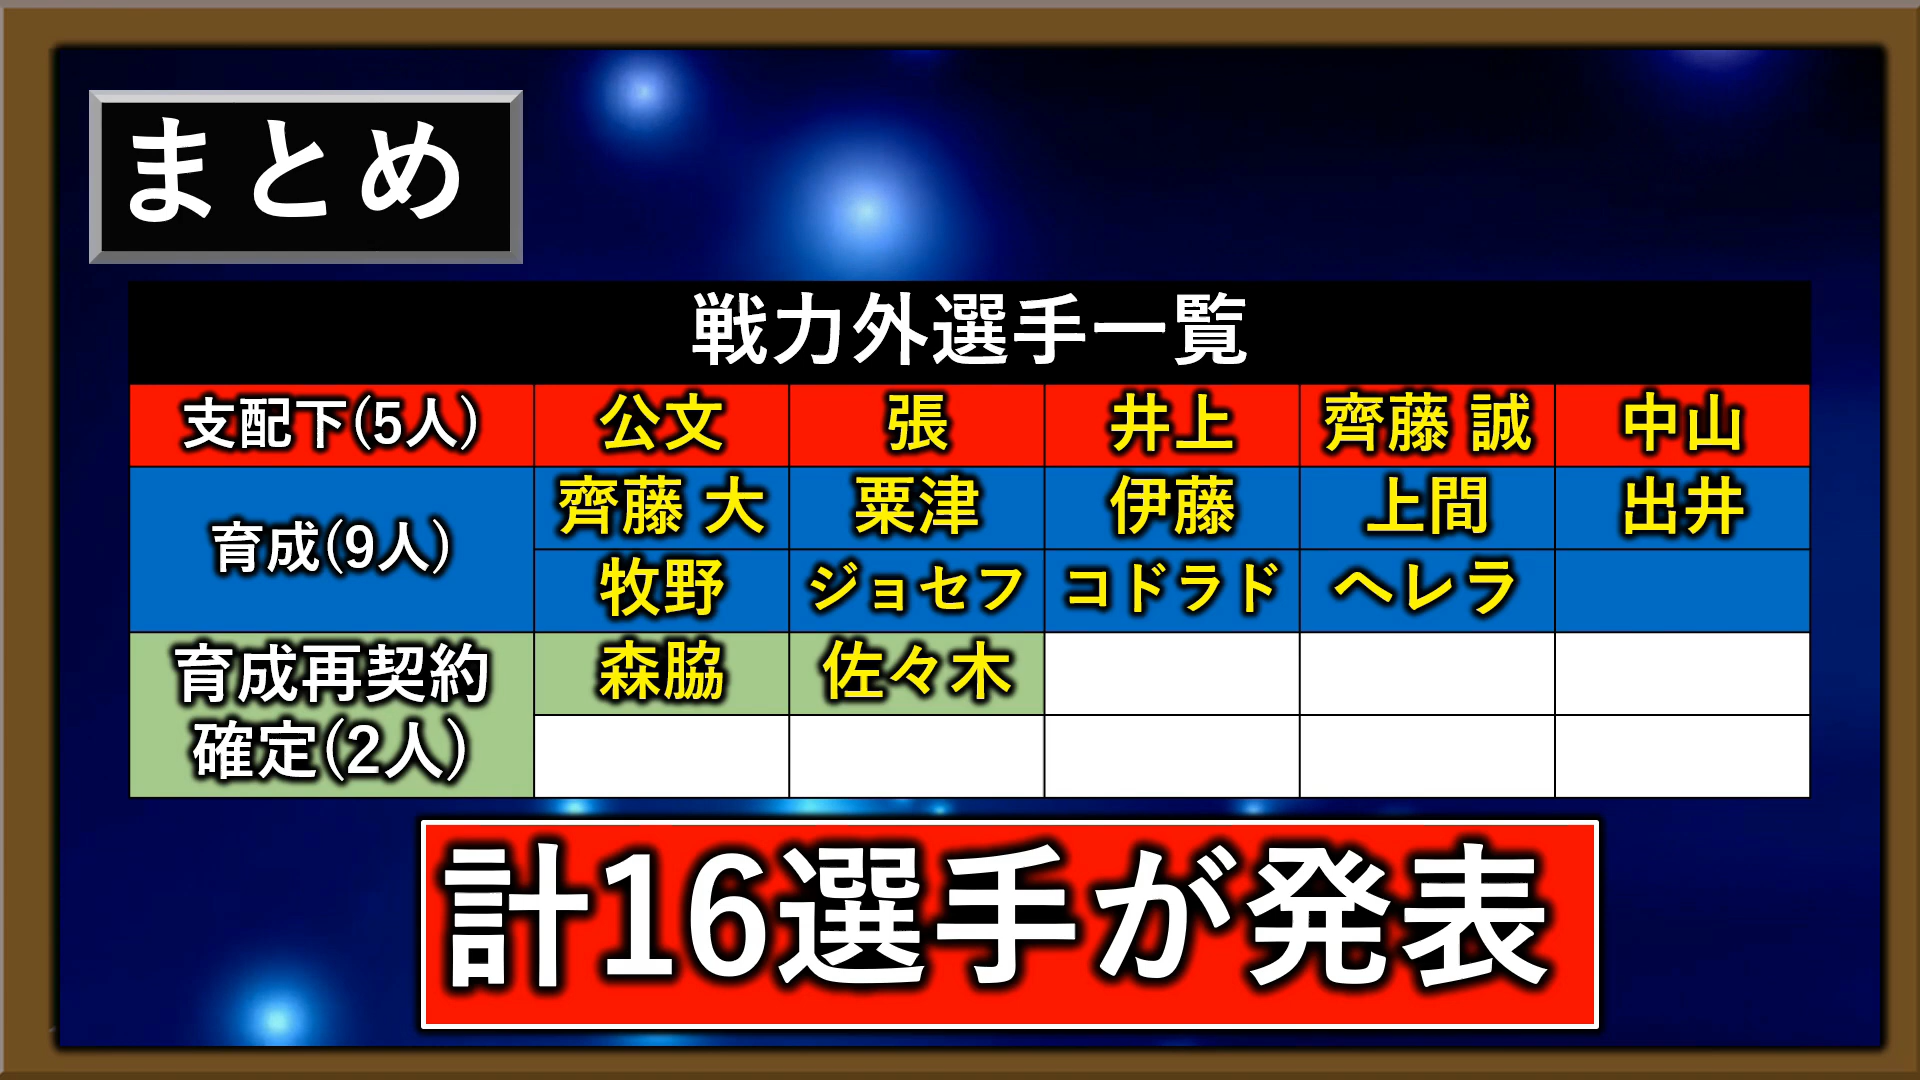 まとめ
戦力外選手一覧
支配下(5人) 公文 張 井上 齊藤 誠 中山
育成(9人) 齊藤 大 粟津 伊藤 上間 出井
牧野 ジョセフ コドラド ヘレラ
育成再契約 森脇 佐々木
確定(2人)
計16選手が発表